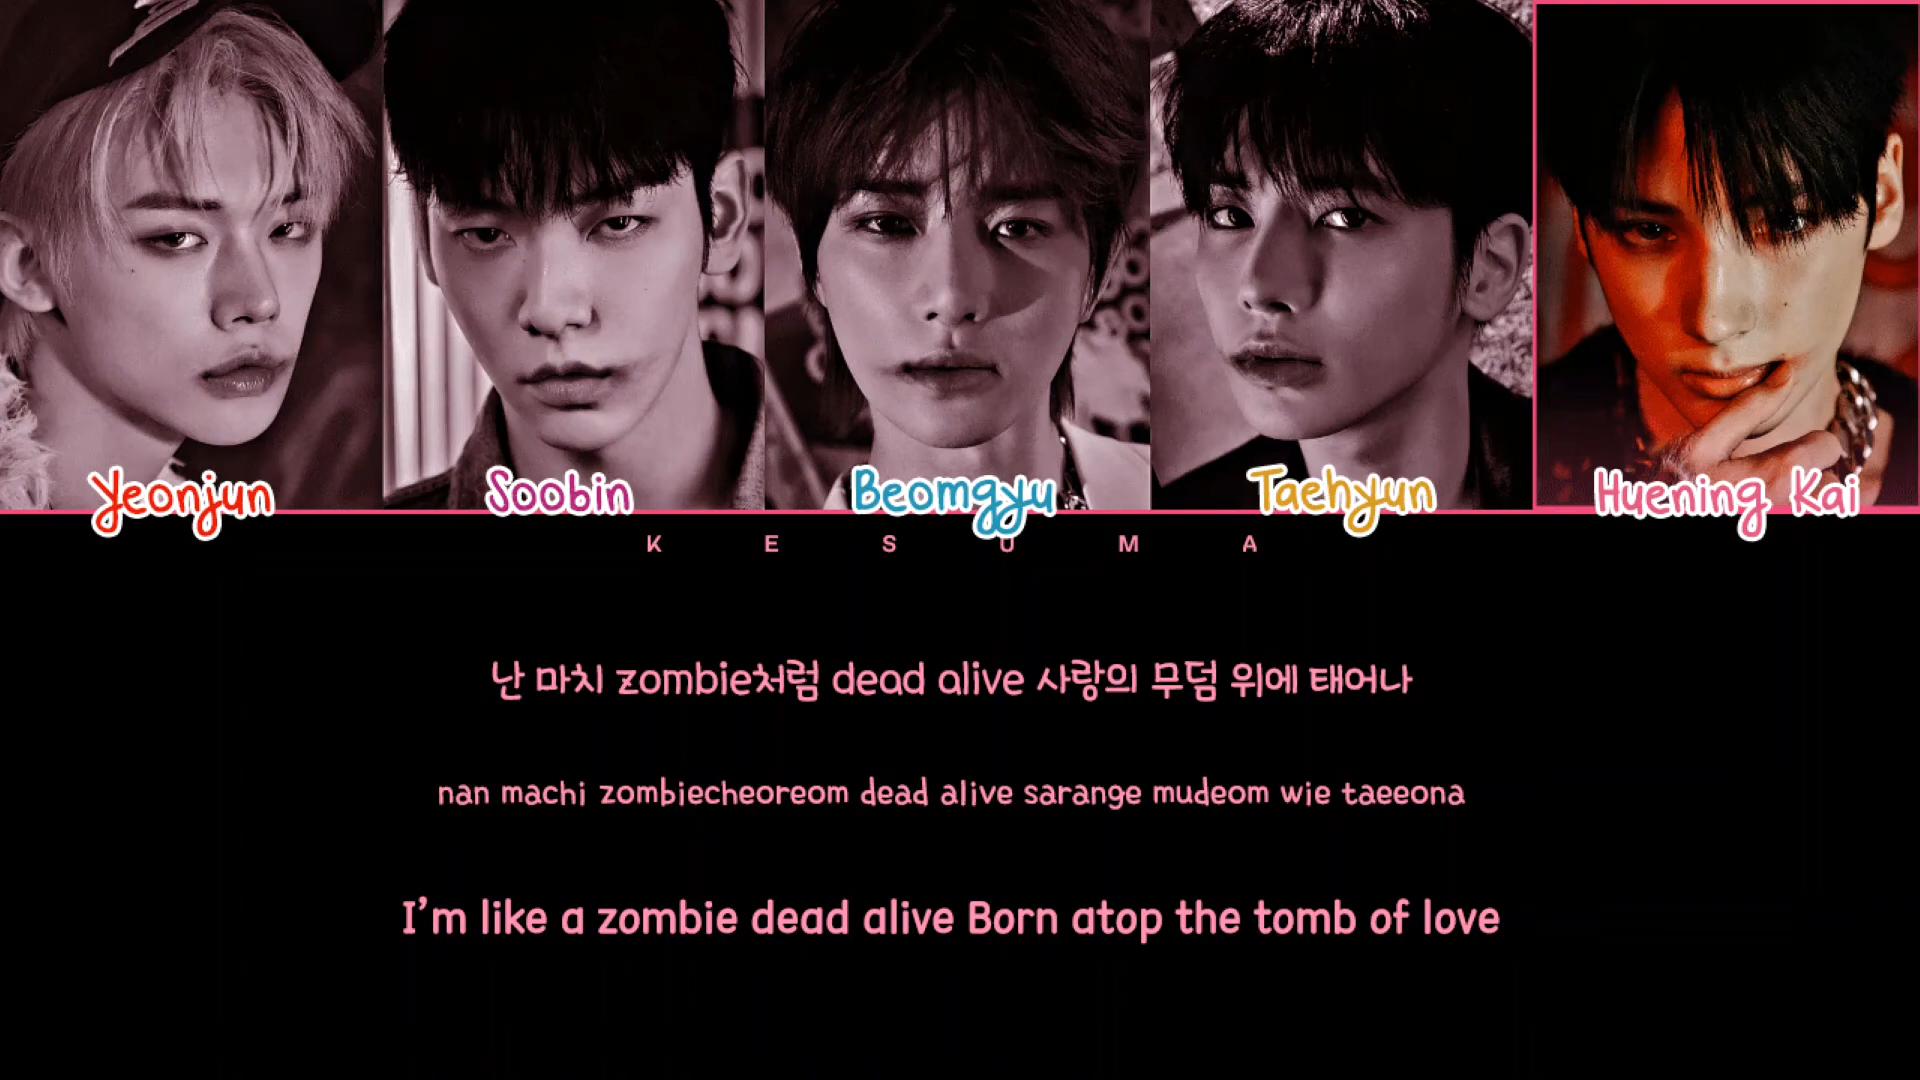 Yeonjun Soobin Beomgyu Taehyun Huening Kai
K E S U M A
난 마치 zombie처럼 dead alive 사랑의 무덤 위에 태어나
nan machi zombiecheoreom dead alive sarange mudeom wie taeeona
I'm like a zombie dead alive Born atop the tomb of love